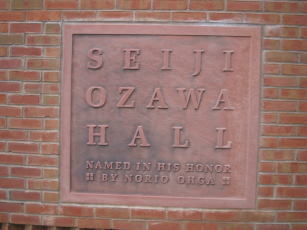 SEIJI
OZAWA
HALL
NAMED IN HIS HONOR
BY NORIO OHGA